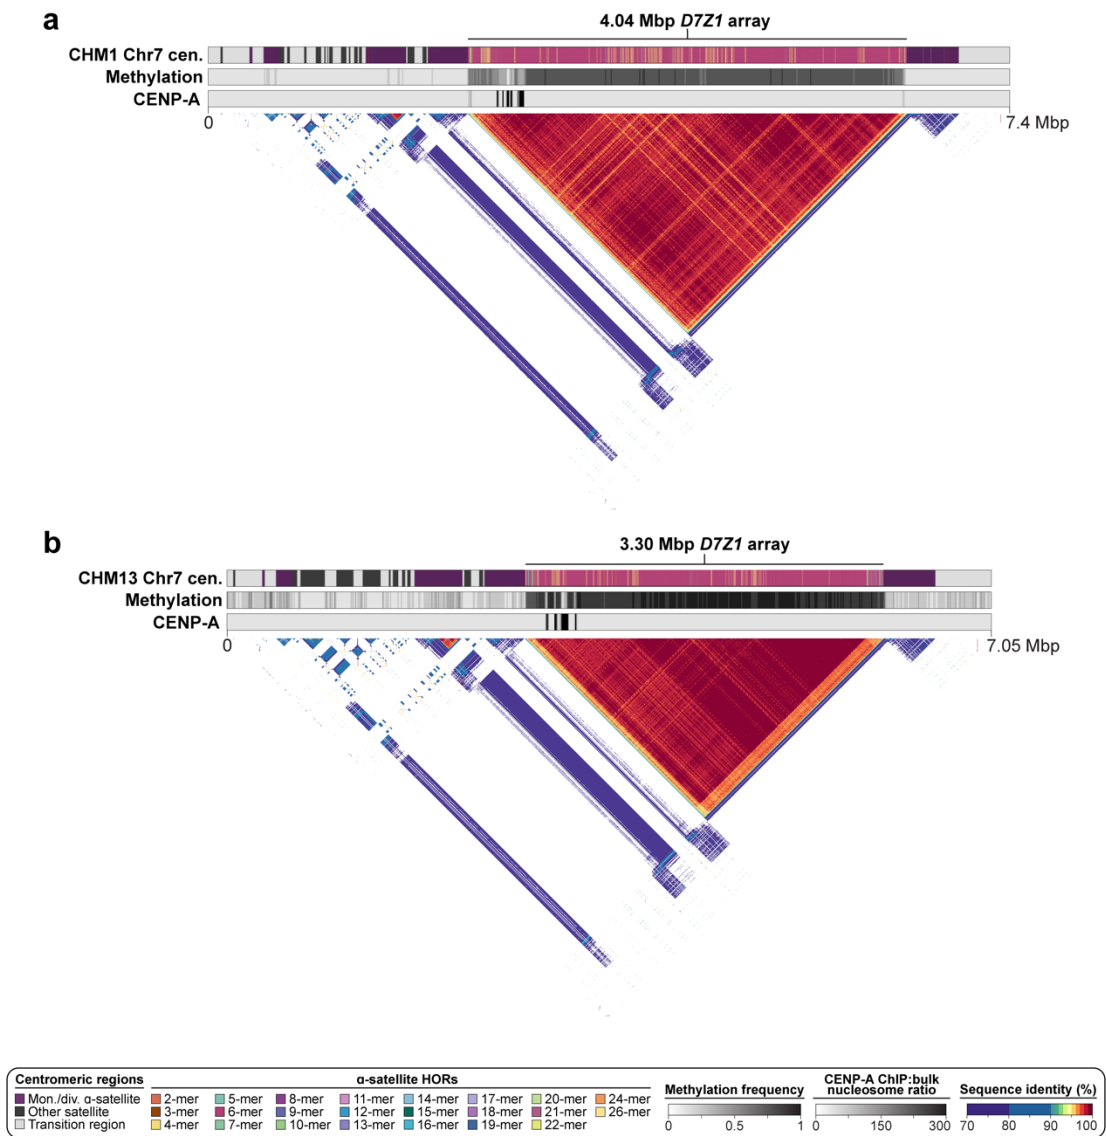 a
4.04 Mbp D7Z1 array
CHM1 Chr7 cen.
Methylation
CENP-A
0
7.4 Mbp
b
3.30 Mbp D7Z1 array
CHM13 Chr7 cen.
Methylation
CENP-A
0
7.05 Mbp
Centromeric regions
Mon./div. α-satellite
Other satellite
Transition region
α-satellite HORs
2-mer 5-mer 8-mer 11-mer 14-mer 17-mer 20-mer 24-mer
3-mer 6-mer 9-mer 12-mer 15-mer 18-mer 21-mer 26-mer
4-mer 7-mer 10-mer 13-mer 16-mer 19-mer 22-mer
Methylation frequency
0 0.5 1
CENP-A ChIP:bulk
nucleosome ratio
0 150 300
Sequence identity (%)
70 80 90 100